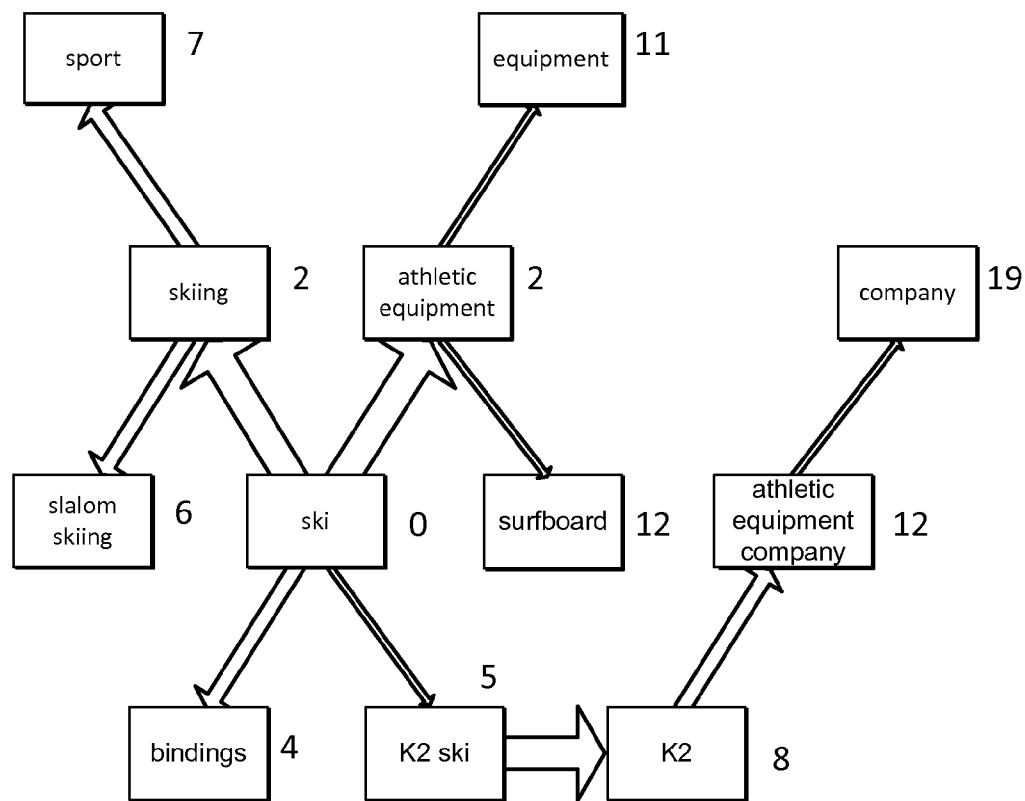 sport
7
equipment
11
skiing
2
athletic
equipment
2
company
19
slalom
skiing
6
ski
0
surfboard
12
athletic
equipment
company
12
bindings
4
K2 ski
5
K2
8